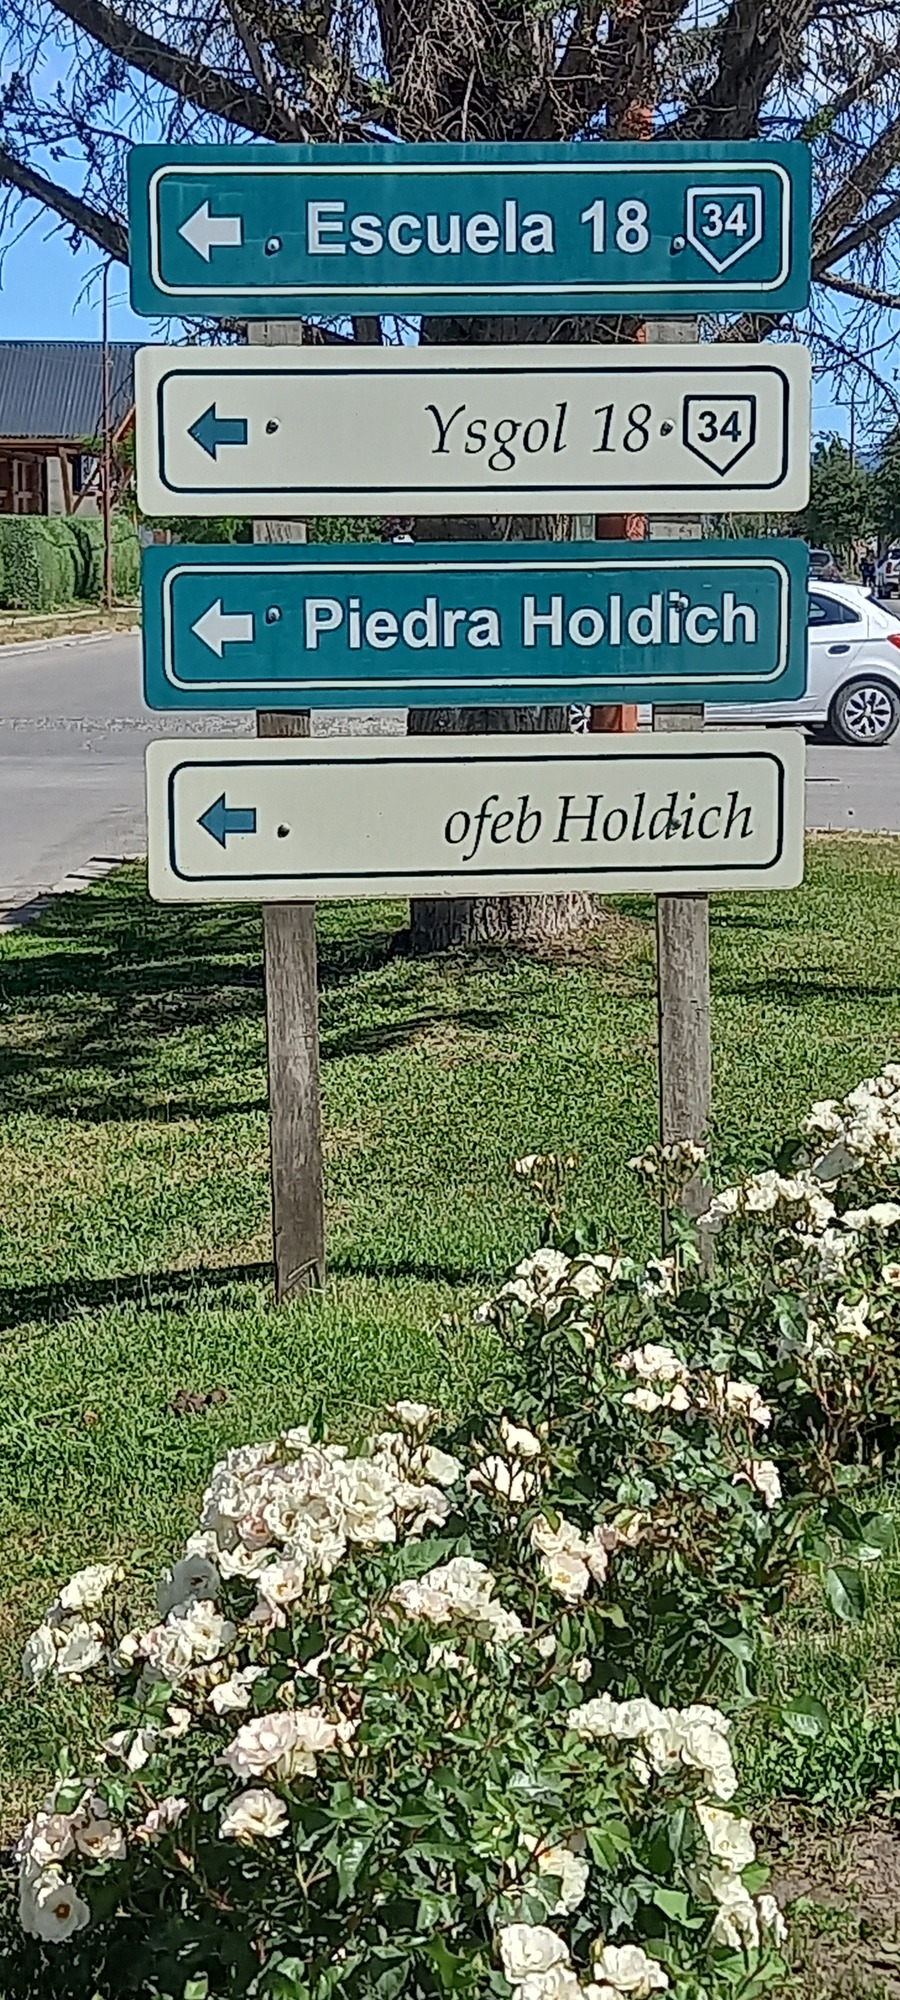 Escuela 18 34
Ysgol 18 34
Piedra Holdich
ofeb Holdich